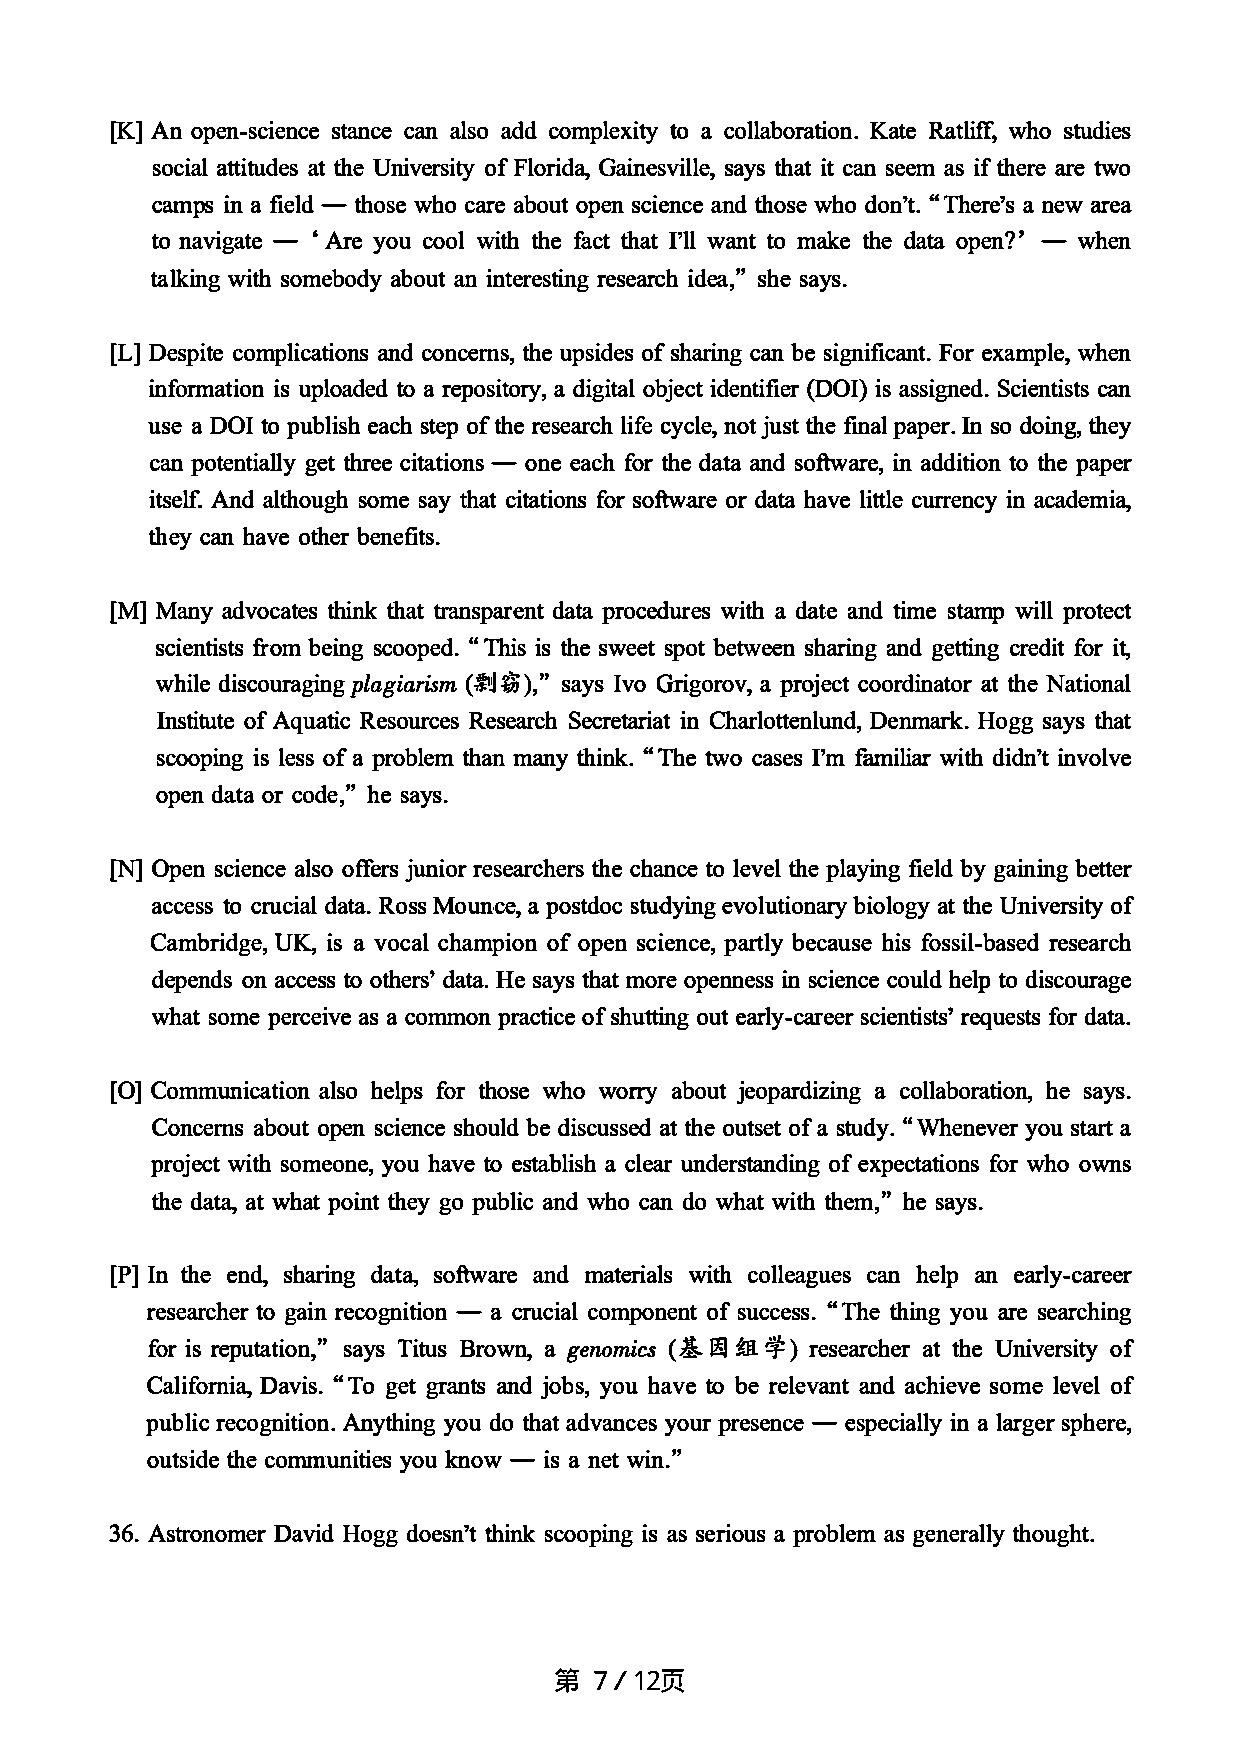 [K] An open-science stance can also add complexity to a collaboration. Kate Ratliff, who studies
social attitudes at the University of Florida, Gainesville, says that it can seem as if there are two
camps in a field — those who care about open science and those who don’t. “There’s a new area
to navigate — ‘Are you cool with the fact that I’ll want to make the data open?’ — when
talking with somebody about an interesting research idea,” she says.
[L] Despite complications and concerns, the upsides of sharing can be significant. For example, when
information is uploaded to a repository, a digital object identifier (DOI) is assigned. Scientists can
use a DOI to publish each step of the research life cycle, not just the final paper. In so doing, they
can potentially get three citations — one each for the data and software, in addition to the paper
itself. And although some say that citations for software or data have little currency in academia,
they can have other benefits.
[M] Many advocates think that transparent data procedures with a date and time stamp will protect
scientists from being scooped. “This is the sweet spot between sharing and getting credit for it,
while discouraging plagiarism (剽窃),” says Ivo Grigorov, a project coordinator at the National
Institute of Aquatic Resources Research Secretariat in Charlottenlund, Denmark. Hogg says that
scooping is less of a problem than many think. “The two cases I’m familiar with didn’t involve
open data or code,” he says.
[N] Open science also offers junior researchers the chance to level the playing field by gaining better
access to crucial data. Ross Mounce, a postdoc studying evolutionary biology at the University of
Cambridge, UK, is a vocal champion of open science, partly because his fossil-based research
depends on access to others’ data. He says that more openness in science could help to discourage
what some perceive as a common practice of shutting out early-career scientists’ requests for data.
[O] Communication also helps for those who worry about jeopardizing a collaboration, he says.
Concerns about open science should be discussed at the outset of a study. “Whenever you start a
project with someone, you have to establish a clear understanding of expectations for who owns
the data, at what point they go public and who can do what with them,” he says.
[P] In the end, sharing data, software and materials with colleagues can help an early-career
researcher to gain recognition — a crucial component of success. “The thing you are searching
for is reputation,” says Titus Brown, a genomics (基因组学) researcher at the University of
California, Davis. “To get grants and jobs, you have to be relevant and achieve some level of
public recognition. Anything you do that advances your presence — especially in a larger sphere,
outside the communities you know — is a net win.”
36. Astronomer David Hogg doesn’t think scooping is as serious a problem as generally thought.
第 7 / 12页